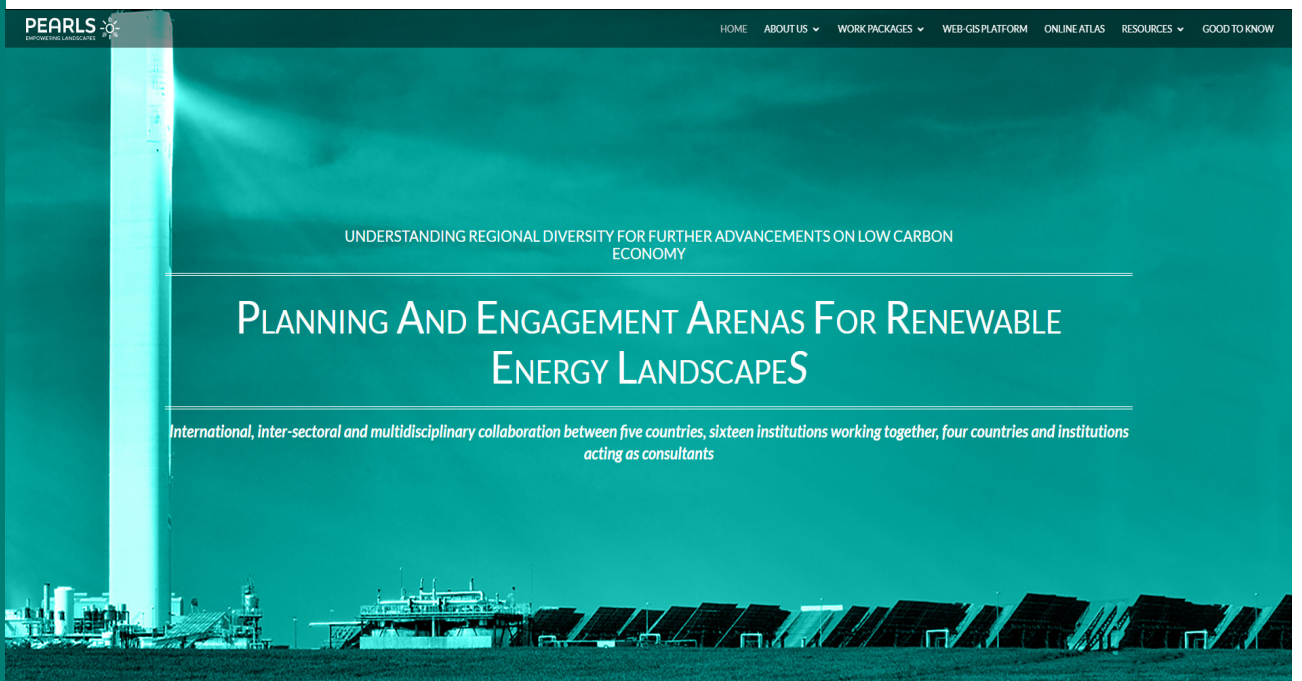 PEARLS
EMPOWERING LANDSCAPES
HOME ABOUT US WORK PACKAGES WEB-GIS PLATFORM ONLINE ATLAS RESOURCES GOOD TO KNOW
UNDERSTANDING REGIONAL DIVERSITY FOR FURTHER ADVANCEMENTS ON LOW CARBON
ECONOMY
PLANNING AND ENGAGEMENT ARENAS FOR RENEWABLE
ENERGY LANDSCAPES
International, inter-sectoral and multidisciplinary collaboration between five countries, sixteen institutions working together, four countries and institutions
acting as consultants